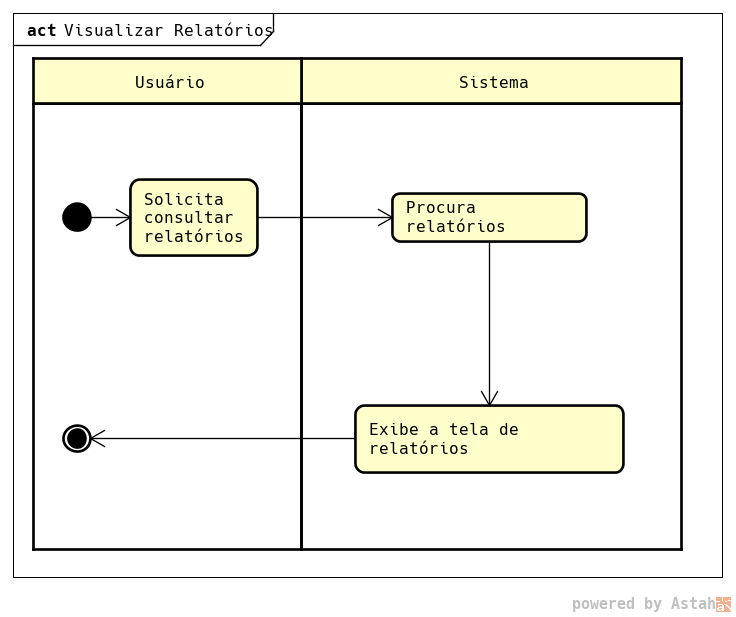 act Visualizar Relatórios
Usuário
Sistema
Solicita
consultar
relatórios
Procura
relatórios
Exibe a tela de
relatórios
powered by Astah